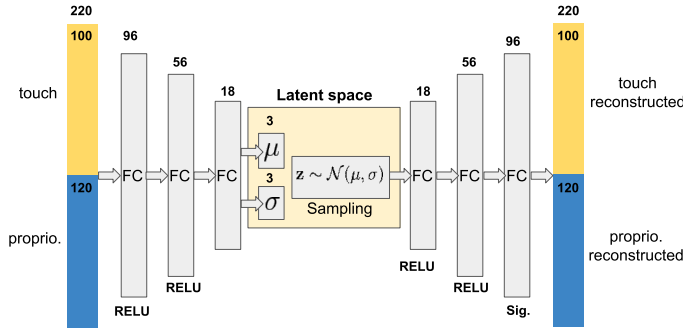 220
100
touch
120
proprio.
96
FC
RELU
56
FC
RELU
18
FC
Latent space
3
μ
3
σ
z ∼ N(μ, σ)
Sampling
18
FC
RELU
56
FC
RELU
96
FC
Sig.
220
100
touch
reconstructed
120
proprio.
reconstructed